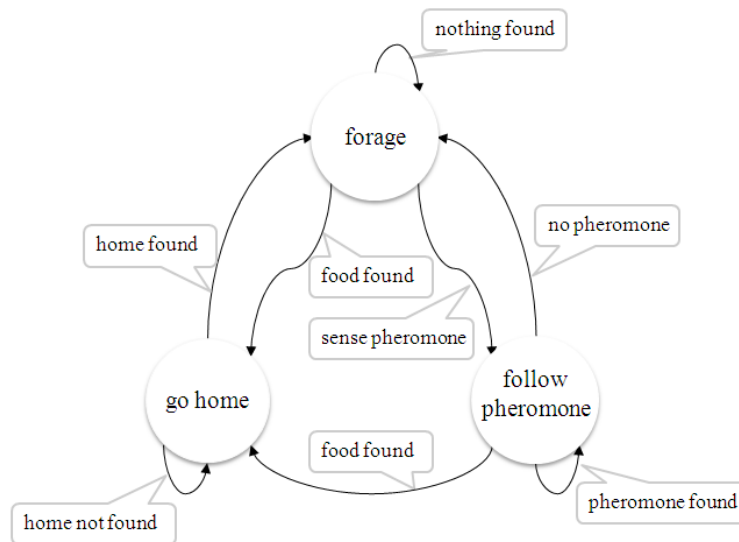 nothing found
forage
home found
no pheromone
food found
sense pheromone
go home
follow
pheromone
food found
home not found
pheromone found